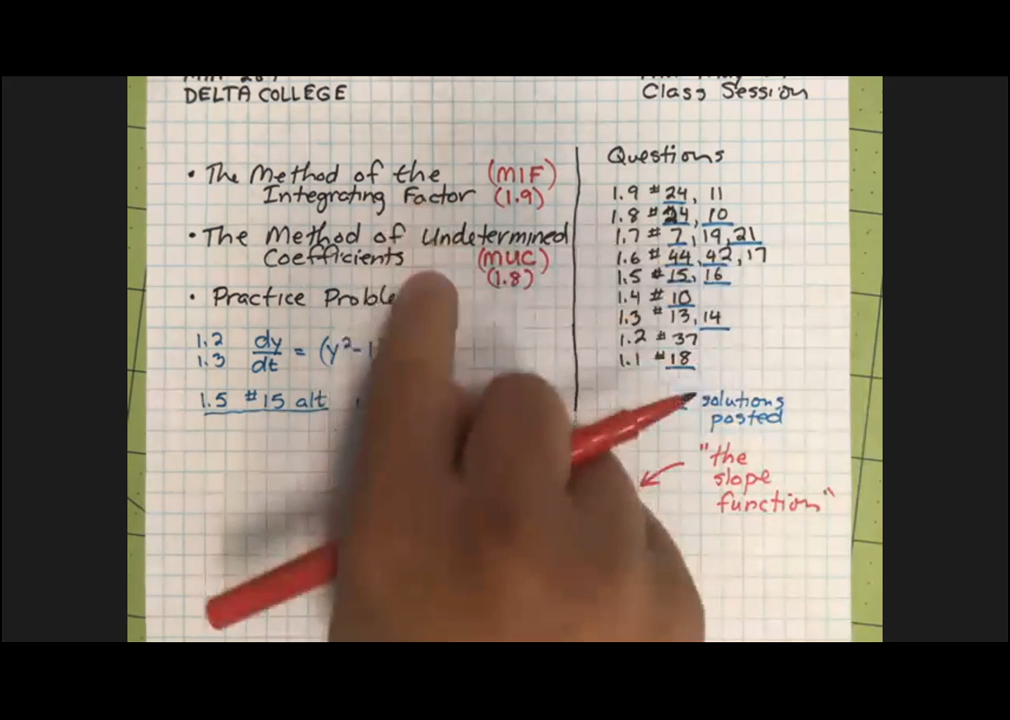 DELTA COLLEGE
Class Session
• The Method of the (MIF)
Integrating Factor (1.9)
• The Method of Undetermined
Coefficients (MUC)
(1.8)
• Practice Proble
1.2 dy
1.3 dt = (y²-1
1.5 #15 alt
Questions
1.9 #24, 11
1.8 #24, 10
1.7 #7, 19, 21
1.6 #44, 42, 17
1.5 #15, 16
1.4 #10
1.3 #13, 14
1.2 #37
1.1 #18
solutions
posted
"the
slope
function"